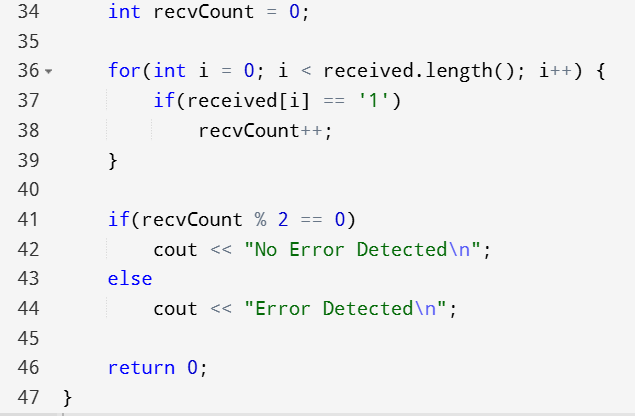 34    int recvCount = 0;
35
36    for(int i = 0; i < received.length(); i++) {
37        if(received[i] == '1')
38            recvCount++;
39    }
40
41    if(recvCount % 2 == 0)
42        cout << "No Error Detected\n";
43    else
44        cout << "Error Detected\n";
45
46    return 0;
47 }